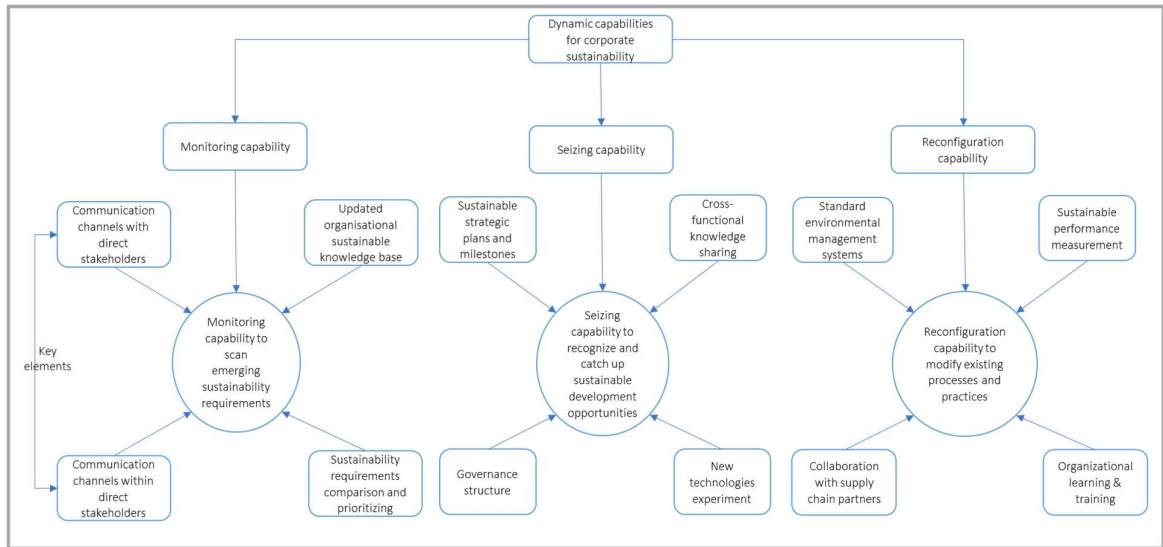 Dynamic capabilities
for corporate
sustainability
Monitoring capability
Seizing capability
Reconfiguration
capability
Communication
channels with
direct
stakeholders
Updated
organisational
sustainable
knowledge base
Sustainable
strategic
plans and
milestones
Cross-
functional
knowledge
sharing
Standard
environmental
management
systems
Sustainable
performance
measurement
Key
elements
Monitoring
capability to
scan
emerging
sustainability
requirements
Seizing
capability to
recognize and
catch up
sustainable
development
opportunities
Reconfiguration
capability to
modify existing
processes and
practices
Communication
channels within
direct
stakeholders
Sustainability
requirements
comparison and
prioritizing
Governance
structure
New
technologies
experiment
Collaboration
with supply
chain partners
Organizational
learning &
training